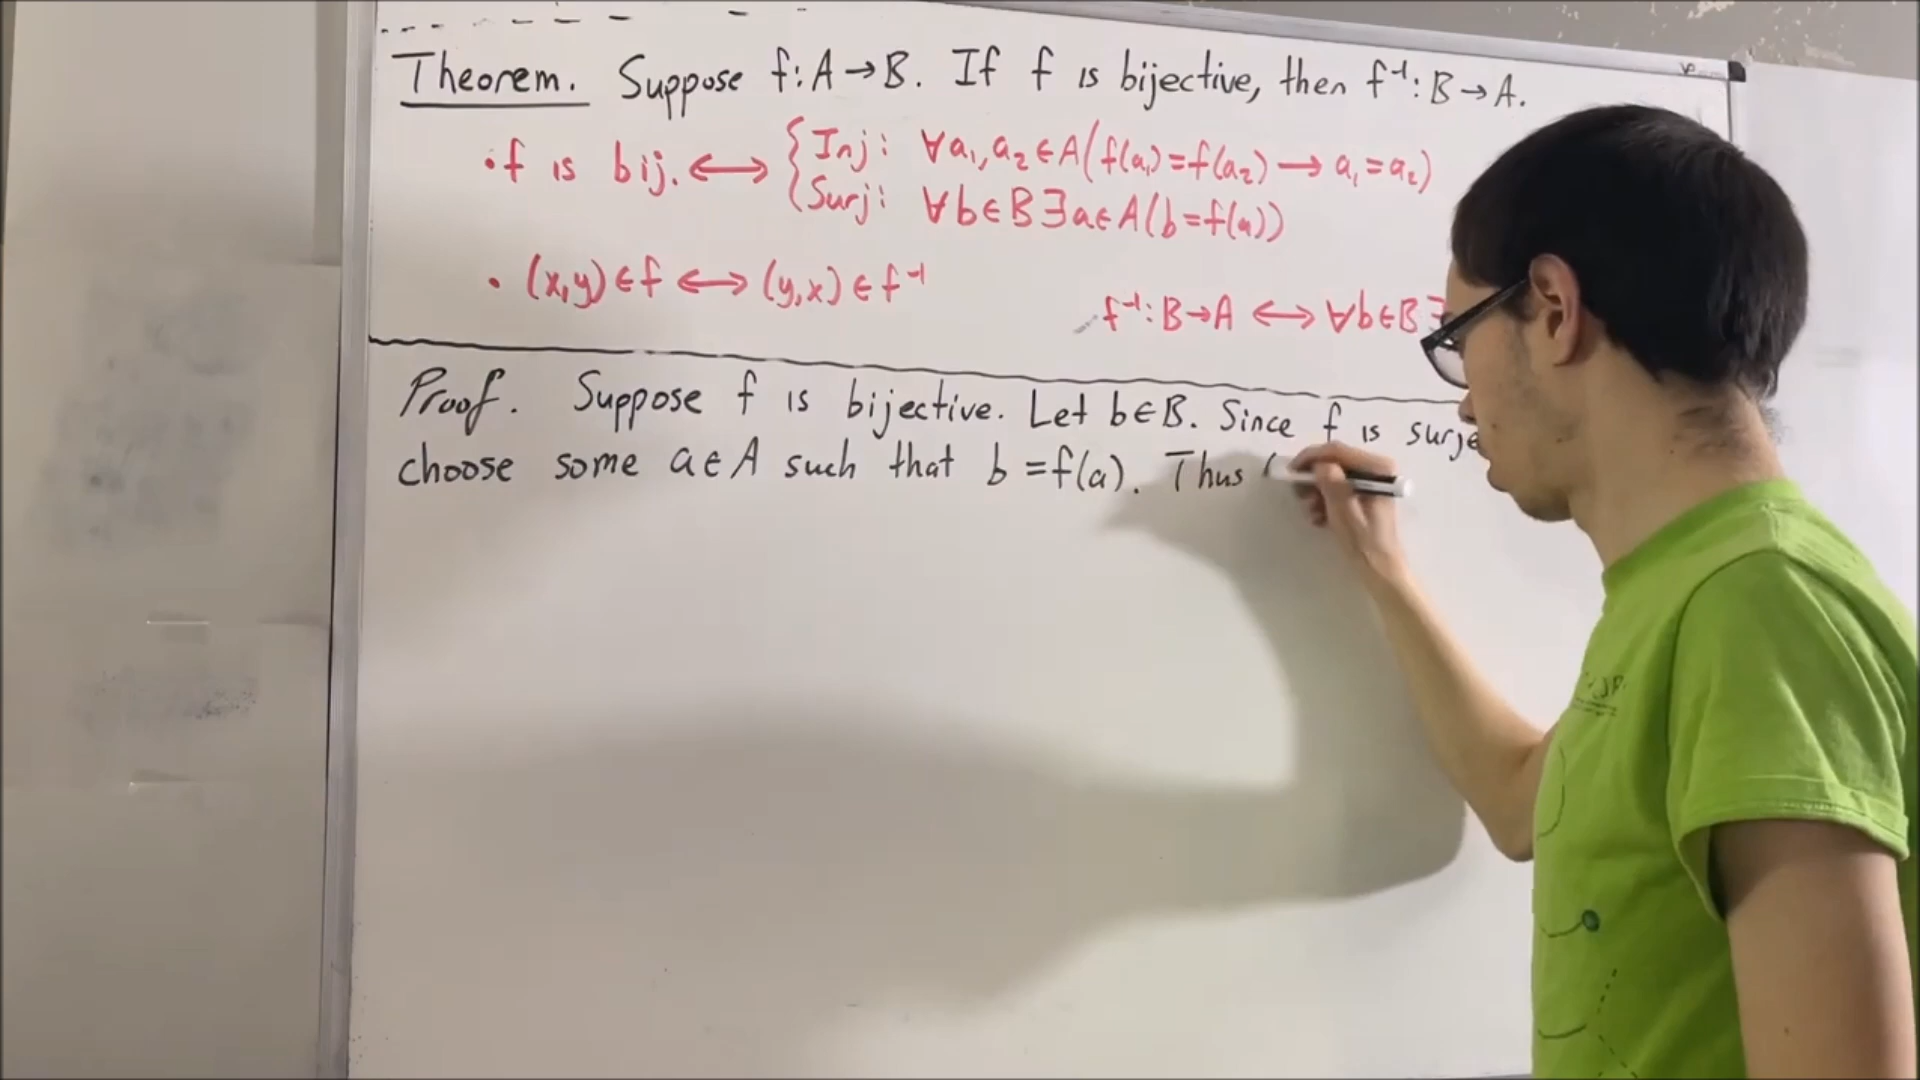 Theorem. Suppose f: A → B. If f is bijective, then f⁻¹: B → A.
• f is bij. ⟷ { Inj: ∀a₁, a₂ ∈ A (f(a₁) = f(a₂) → a₁ = a₂)
Surj: ∀b ∈ B ∃a ∈ A (b = f(a))
• (x,y) ∈ f ⟷ (y,x) ∈ f⁻¹
f⁻¹: B → A ⟷ ∀b ∈ B ∃
Proof. Suppose f is bijective. Let b ∈ B. Since f is surje
choose some a ∈ A such that b = f(a). Thus (